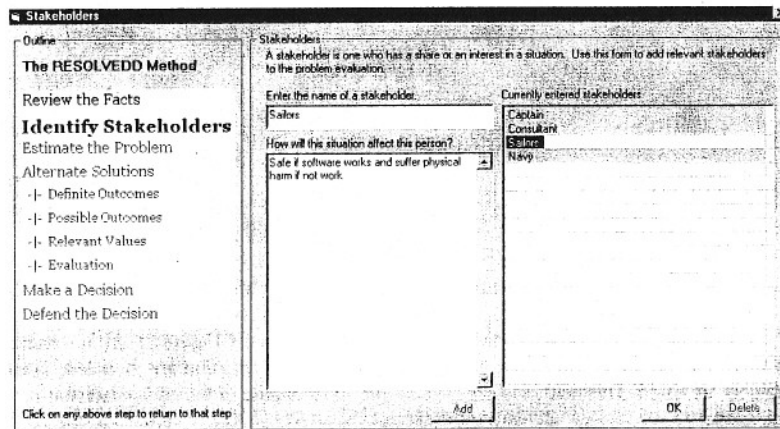 Stakeholders
Outline
The RESOLVEDD Method
Review the Facts
Identify Stakeholders
Estimate the Problem
Alternate Solutions
-|- Definite Outcomes
-|- Possible Outcomes
-|- Relevant Values
-|- Evaluation
Make a Decision
Defend the Decision
Click on any above step to return to that step
Stakeholders
A stakeholder is one who has a share or an interest in a situation. Use this form to add relevant stakeholders
to the problem evaluation.
Enter the name of a stakeholder.
Sailors
How will this situation affect this person?
Safe if software works and suffer physical
harm if not work
Add
Currently entered stakeholders
Captain
Consultant
Sailors
Navy
OK
Delete